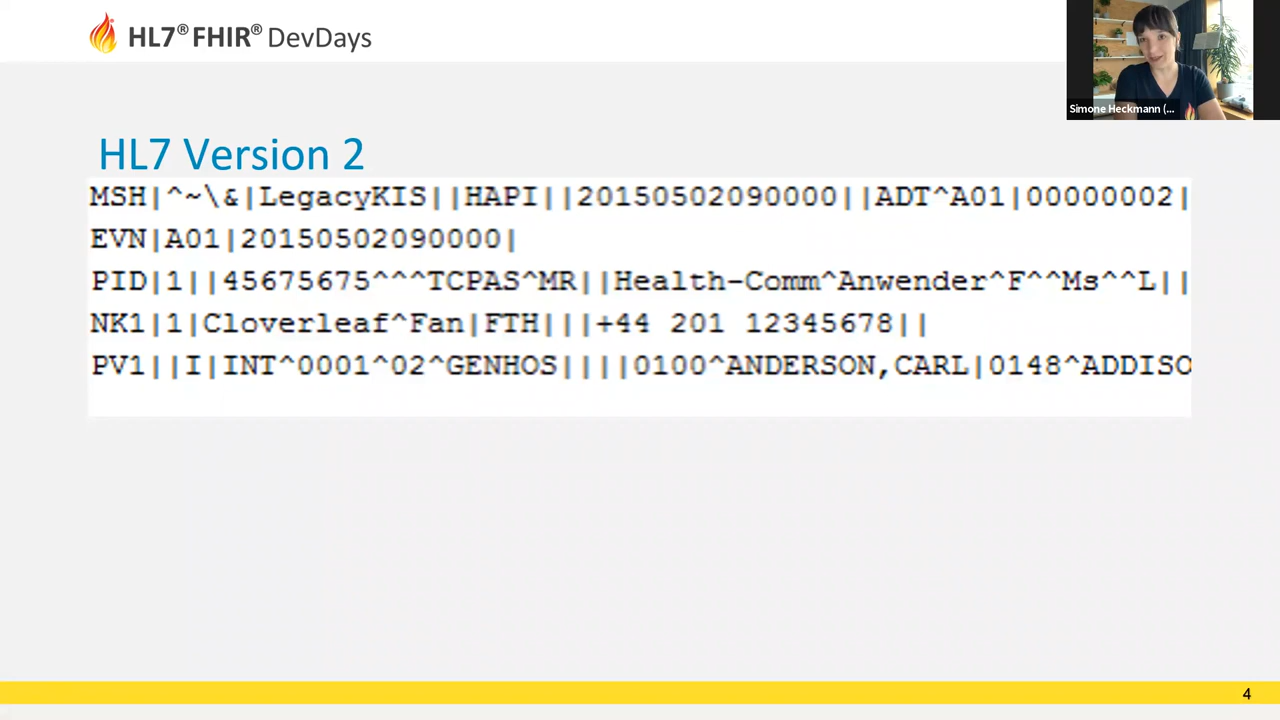 HL7® FHIR® DevDays
Simone Heckmann (...
HL7 Version 2
MSH|^~\&|LegacyKIS||HAPI||20150502090000||ADT^A01|00000002|
EVN|A01|20150502090000|
PID|1||45675675^^^TCPAS^MR||Health-Comm^Anwender^F^^Ms^^L||
NK1|1|Cloverleaf^Fan|FTH|||+44 201 12345678||
PV1||I|INT^0001^02^GENHOS||||0100^ANDERSON,CARL|0148^ADDISO
4